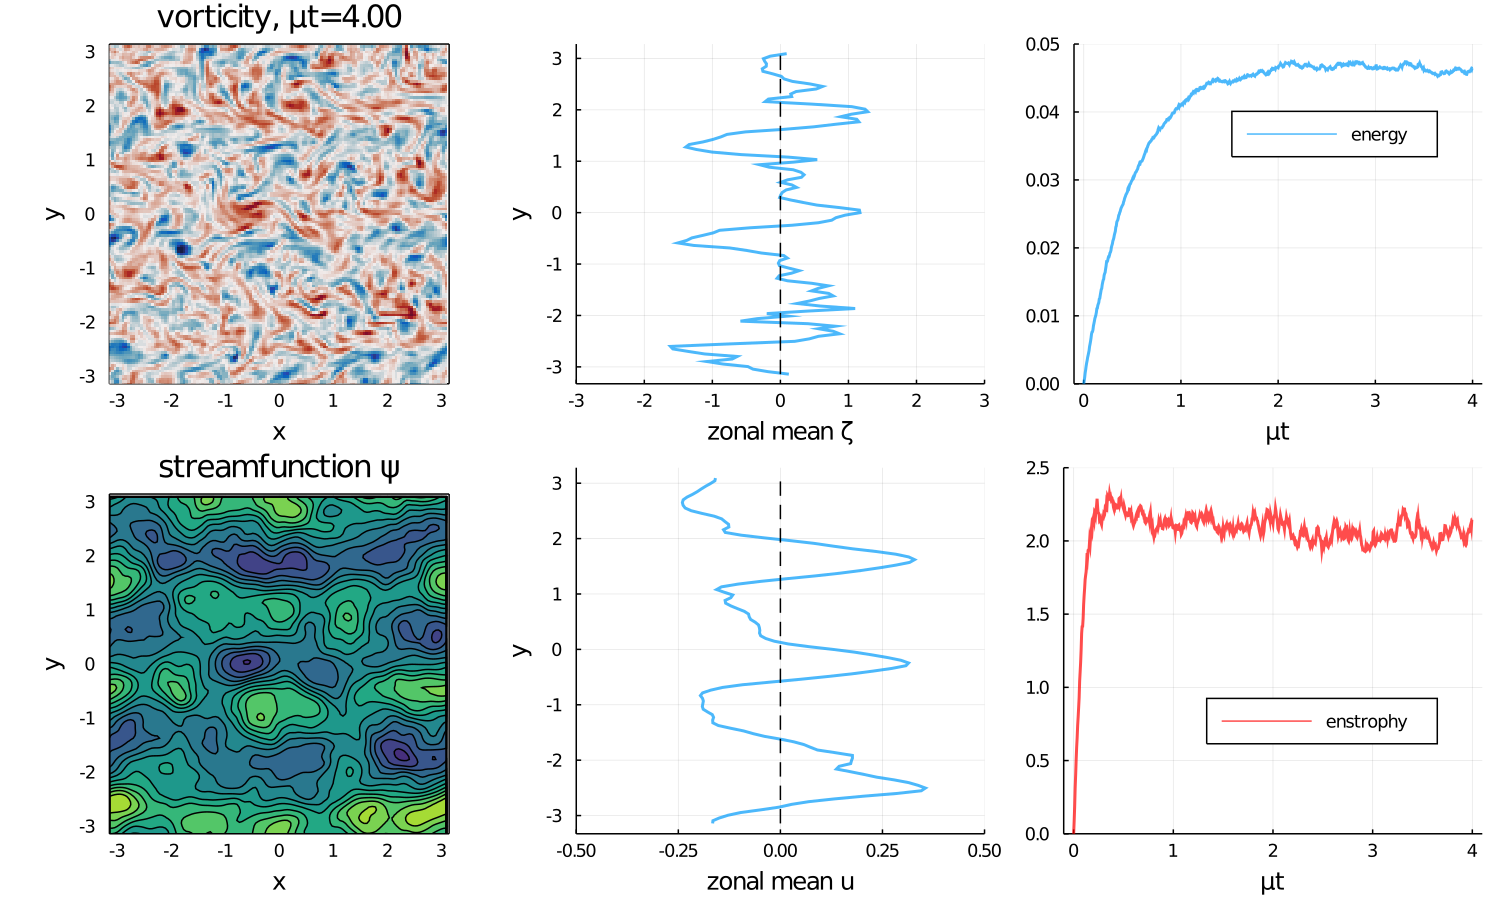 vorticity, μt=4.00
3
2
1
0
-1
-2
-3
y
-3 -2 -1 0 1 2 3
x
3
2
1
0
-1
-2
-3
y
-3 -2 -1 0 1 2 3
zonal mean ζ
0.05
0.04
0.03
0.02
0.01
0.00
energy
0 1 2 3 4
μt
streamfunction ψ
3
2
1
0
-1
-2
-3
y
-3 -2 -1 0 1 2 3
x
3
2
1
0
-1
-2
-3
y
-0.50 -0.25 0.00 0.25 0.50
zonal mean u
2.5
2.0
1.5
1.0
0.5
0.0
enstrophy
0 1 2 3 4
μt